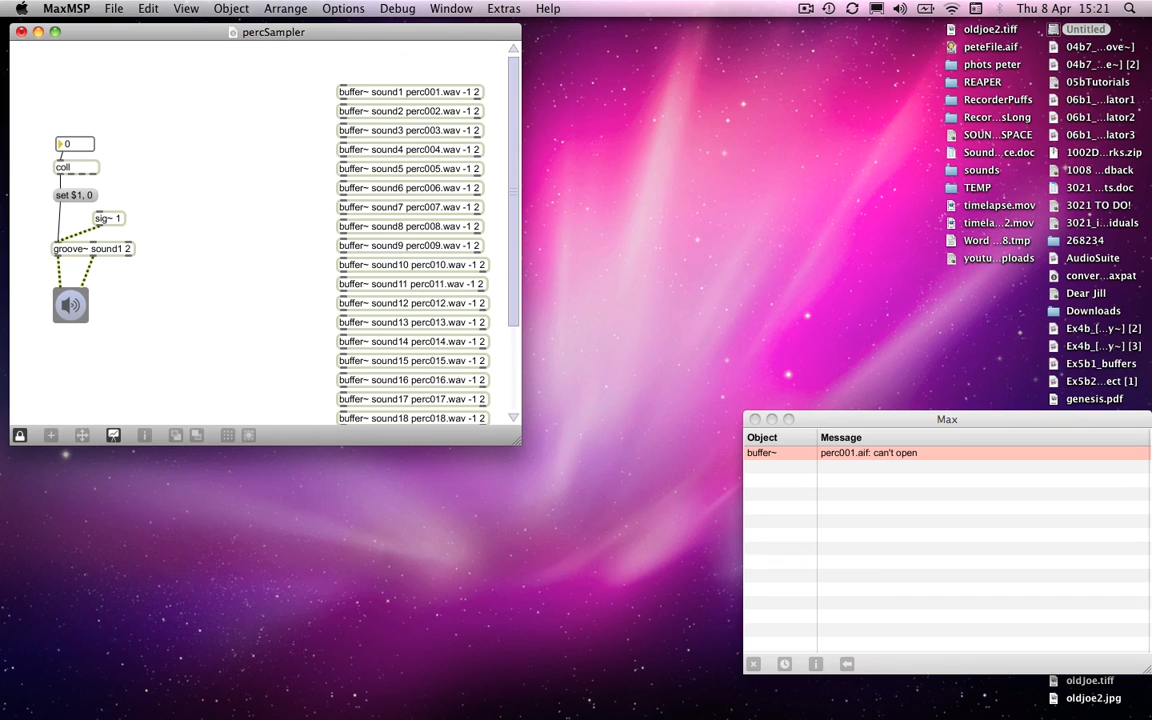 MaxMSP File Edit View Object Arrange Options Debug Window Extras Help Thu 8 Apr 15:21
percSampler
0
coll
set $1, 0
sig~ 1
groove~ sound1 2
buffer~ sound1 perc001.wav -1 2
buffer~ sound2 perc002.wav -1 2
buffer~ sound3 perc003.wav -1 2
buffer~ sound4 perc004.wav -1 2
buffer~ sound5 perc005.wav -1 2
buffer~ sound6 perc006.wav -1 2
buffer~ sound7 perc007.wav -1 2
buffer~ sound8 perc008.wav -1 2
buffer~ sound9 perc009.wav -1 2
buffer~ sound10 perc010.wav -1 2
buffer~ sound11 perc011.wav -1 2
buffer~ sound12 perc012.wav -1 2
buffer~ sound13 perc013.wav -1 2
buffer~ sound14 perc014.wav -1 2
buffer~ sound15 perc015.wav -1 2
buffer~ sound16 perc016.wav -1 2
buffer~ sound17 perc017.wav -1 2
buffer~ sound18 perc018.wav -1 2
oldjoe2.tiff
peteFile.aif
phots peter
REAPER
RecorderPuffs
Recor...sLong
SOUN...SPACE
Sound...ce.doc
sounds
TEMP
timelapse.mov
timela...2.mov
Word ...8.tmp
youtu...ploads
Untitled
04b7_...ove~]
04b7_...e~] [2]
05bTutorials
06b1_...lator1
06b1_...lator2
06b1_...lator3
1002D...rks.zip
1008 ...dback
3021 ...ts.doc
3021 TO DO!
3021_i...iduals
268234
AudioSuite
conver...axpat
Dear Jill
Downloads
Ex4b_[...y~] [2]
Ex4b_[...y~] [3]
Ex5b1_buffers
Ex5b2...ect [1]
genesis.pdf
Max
Object Message
buffer~ perc001.aif: can't open
oldJoe.tiff
oldjoe2.jpg